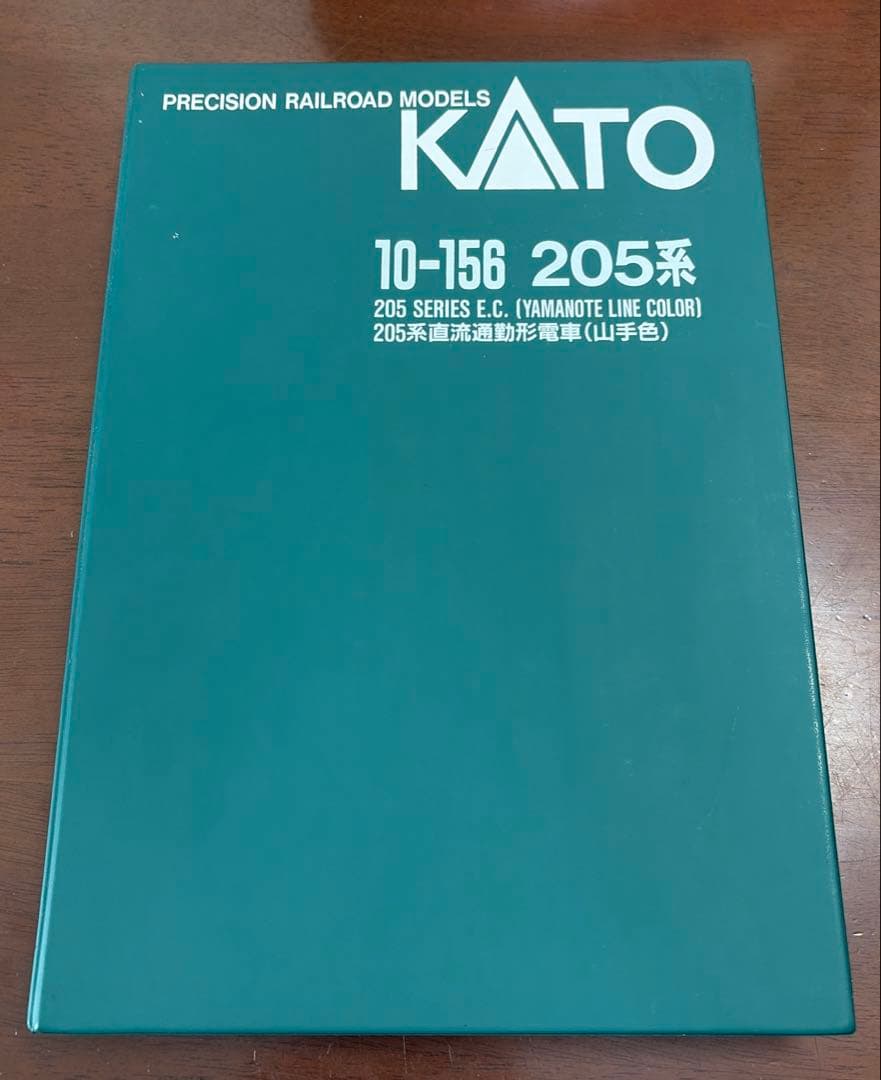 PRECISION RAILROAD MODELS
KATO
10-156 205系
205 SERIES E.C. (YAMANOTE LINE COLOR)
205系直流通勤形電車(山手色)